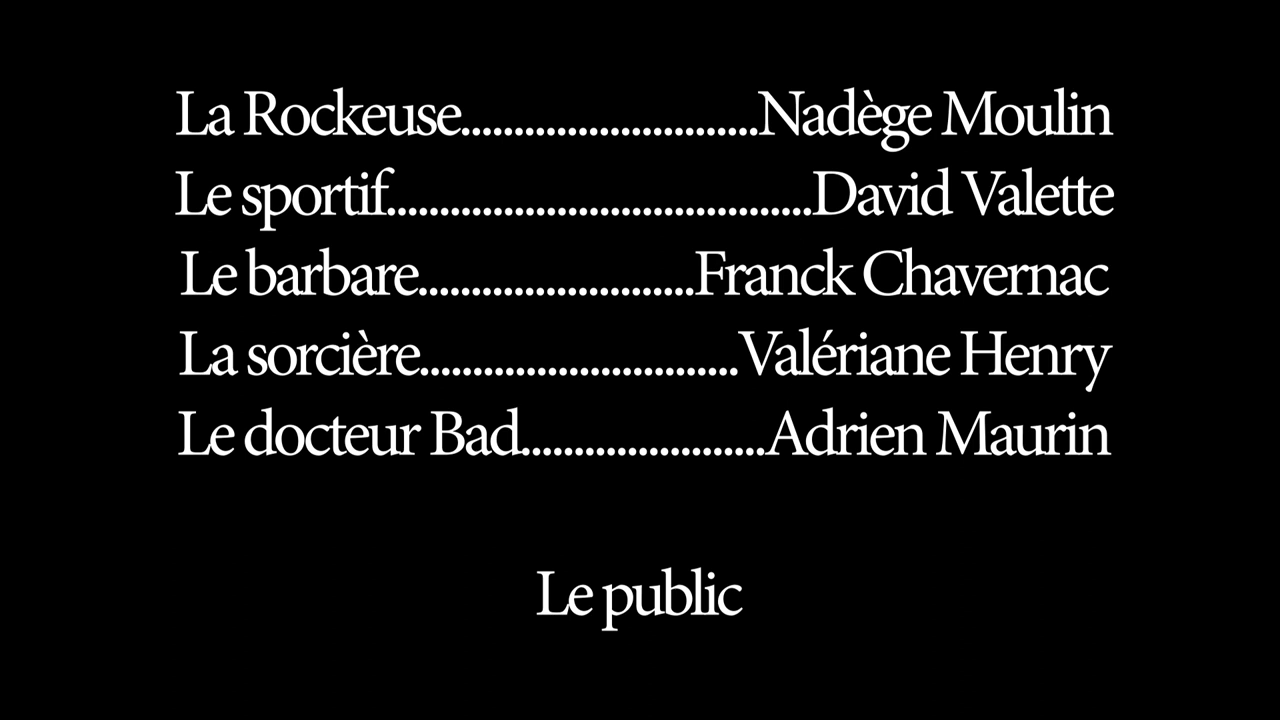 La Rockeuse............................Nadège Moulin
Le sportif........................................David Valette
Le barbare..........................Franck Chavernac
La sorcière..............................Valériane Henry
Le docteur Bad.......................Adrien Maurin
Le public